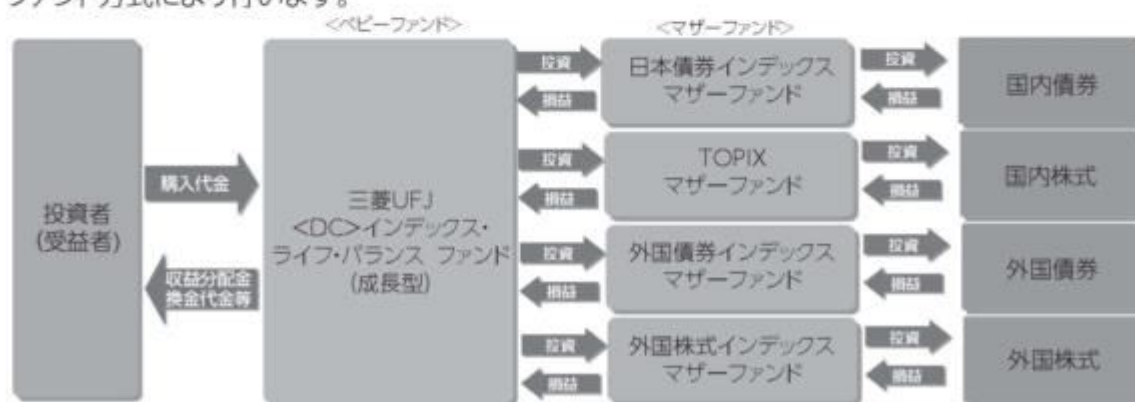 ファンド方式により行います。
<ベビーファンド>
<マザーファンド>
投資者
(受益者)
購入代金
収益分配金
換金代金等
三菱UFJ
<DC>インデックス・
ライフ・バランス ファンド
(成長型)
投資
損益
日本債券インデックス
マザーファンド
投資
損益
国内債券
投資
損益
TOPIX
マザーファンド
投資
損益
国内株式
投資
損益
外国債券インデックス
マザーファンド
投資
損益
外国債券
投資
損益
外国株式インデックス
マザーファンド
投資
損益
外国株式